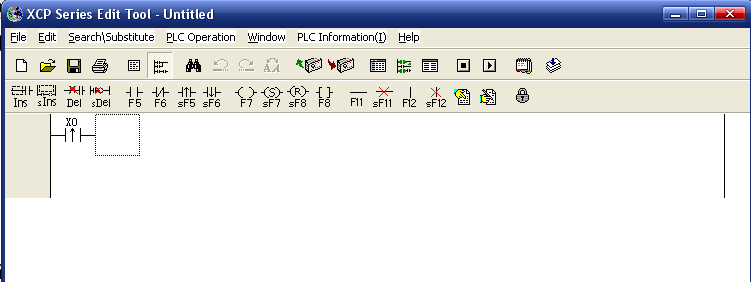 XCP Series Edit Tool - Untitled
File Edit Search\Substitute PLC Operation Window PLC Information(I) Help
Ins sIns Del sDel F5 F6 sF5 sF6 F7 sF7 sF8 F8 F11 sF11 F12 sF12
X0